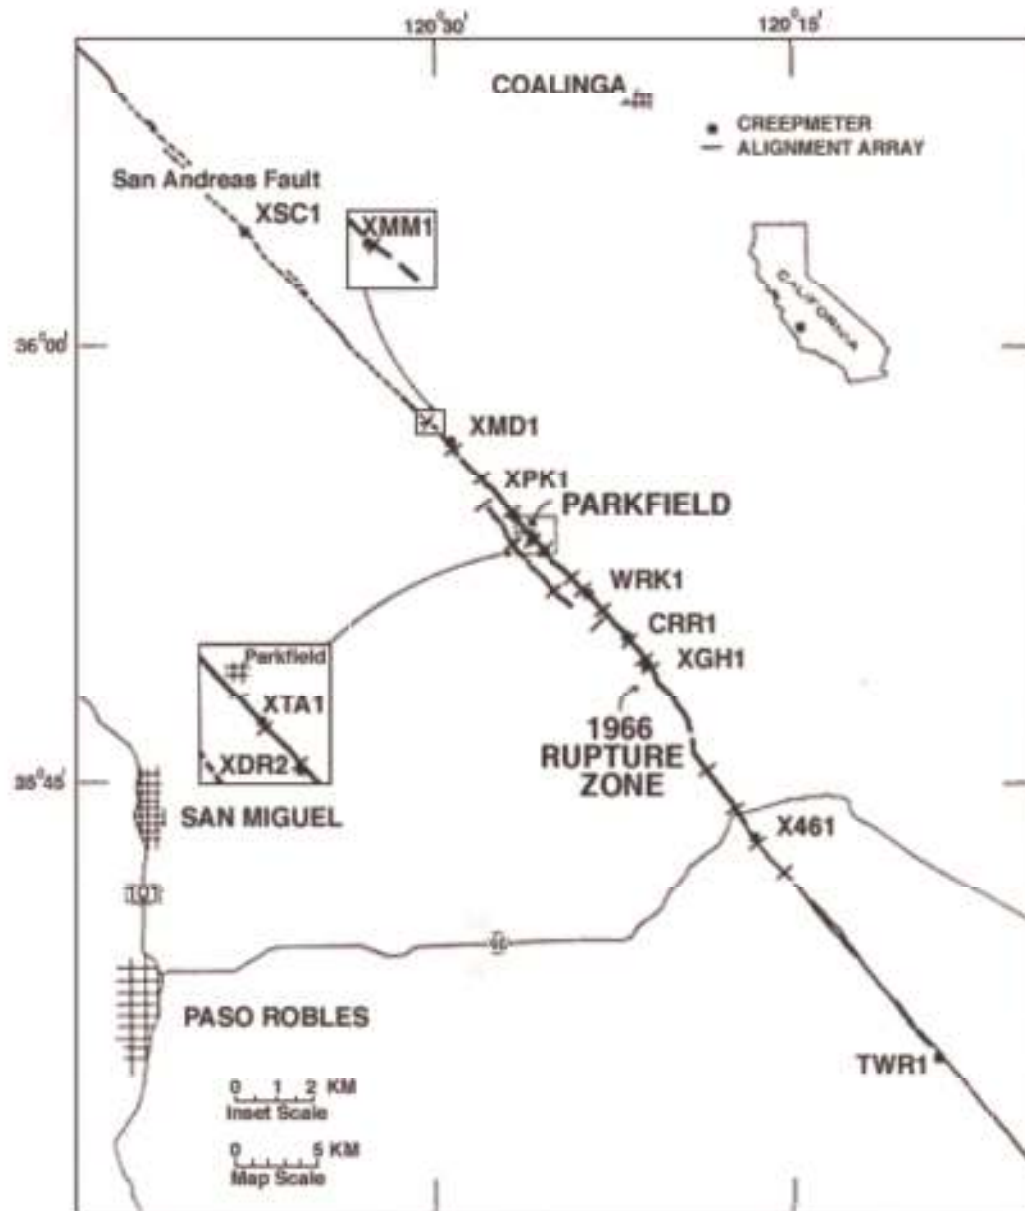 120°30'
120°15'
COALINGA
CREEPMETER
ALIGNMENT ARRAY
San Andreas Fault
XSC1
XMM1
CALIFORNIA
36°00'
XMD1
XPK1
PARKFIELD
WRK1
CRR1
XGH1
Parkfield
XTA1
XDR2
1966
RUPTURE
ZONE
35°45'
SAN MIGUEL
X461
101
46
PASO ROBLES
TWR1
0 1 2 KM
Inset Scale
0 5 KM
Map Scale